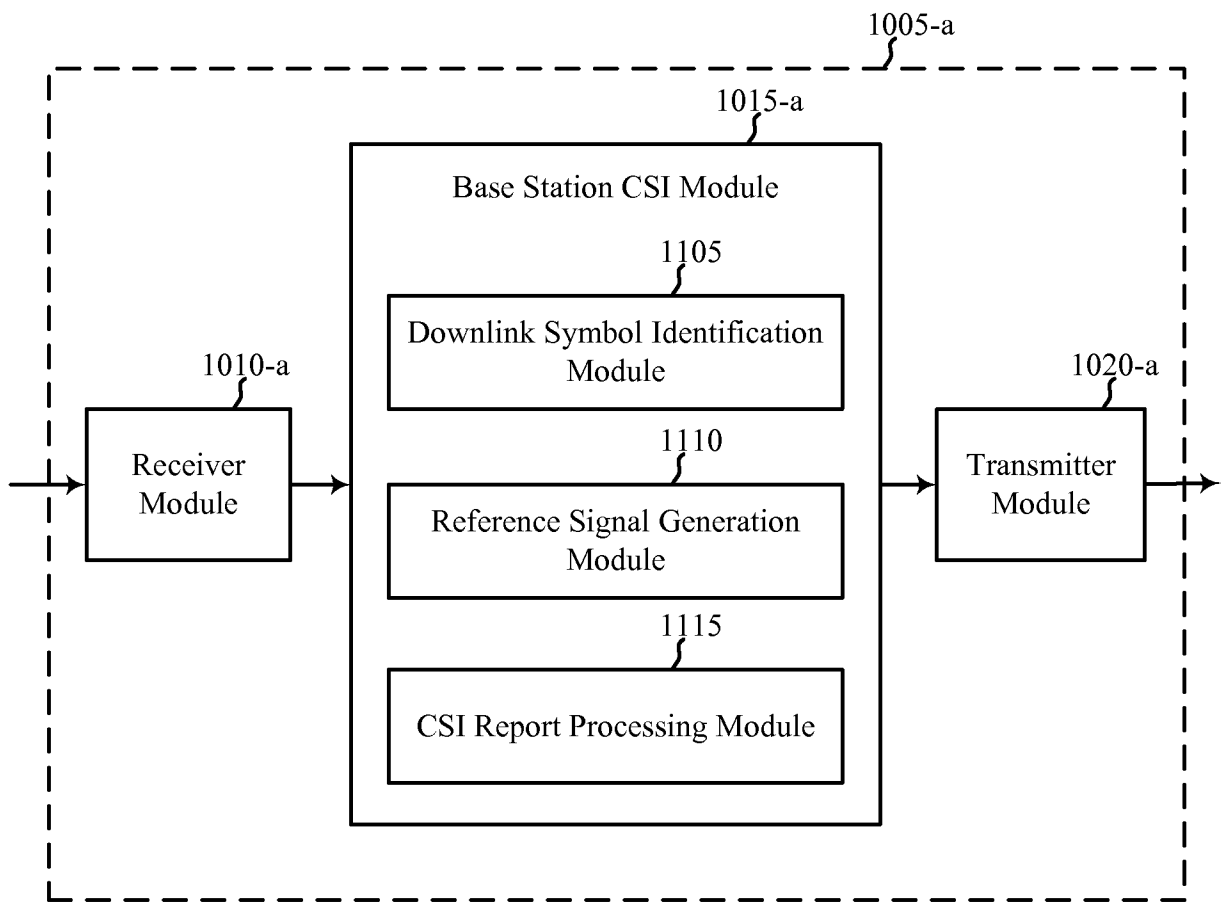 1005-a
1015-a
Base Station CSI Module
1105
Downlink Symbol Identification
Module
1010-a
Receiver
Module
1110
Reference Signal Generation
Module
1020-a
Transmitter
Module
1115
CSI Report Processing Module